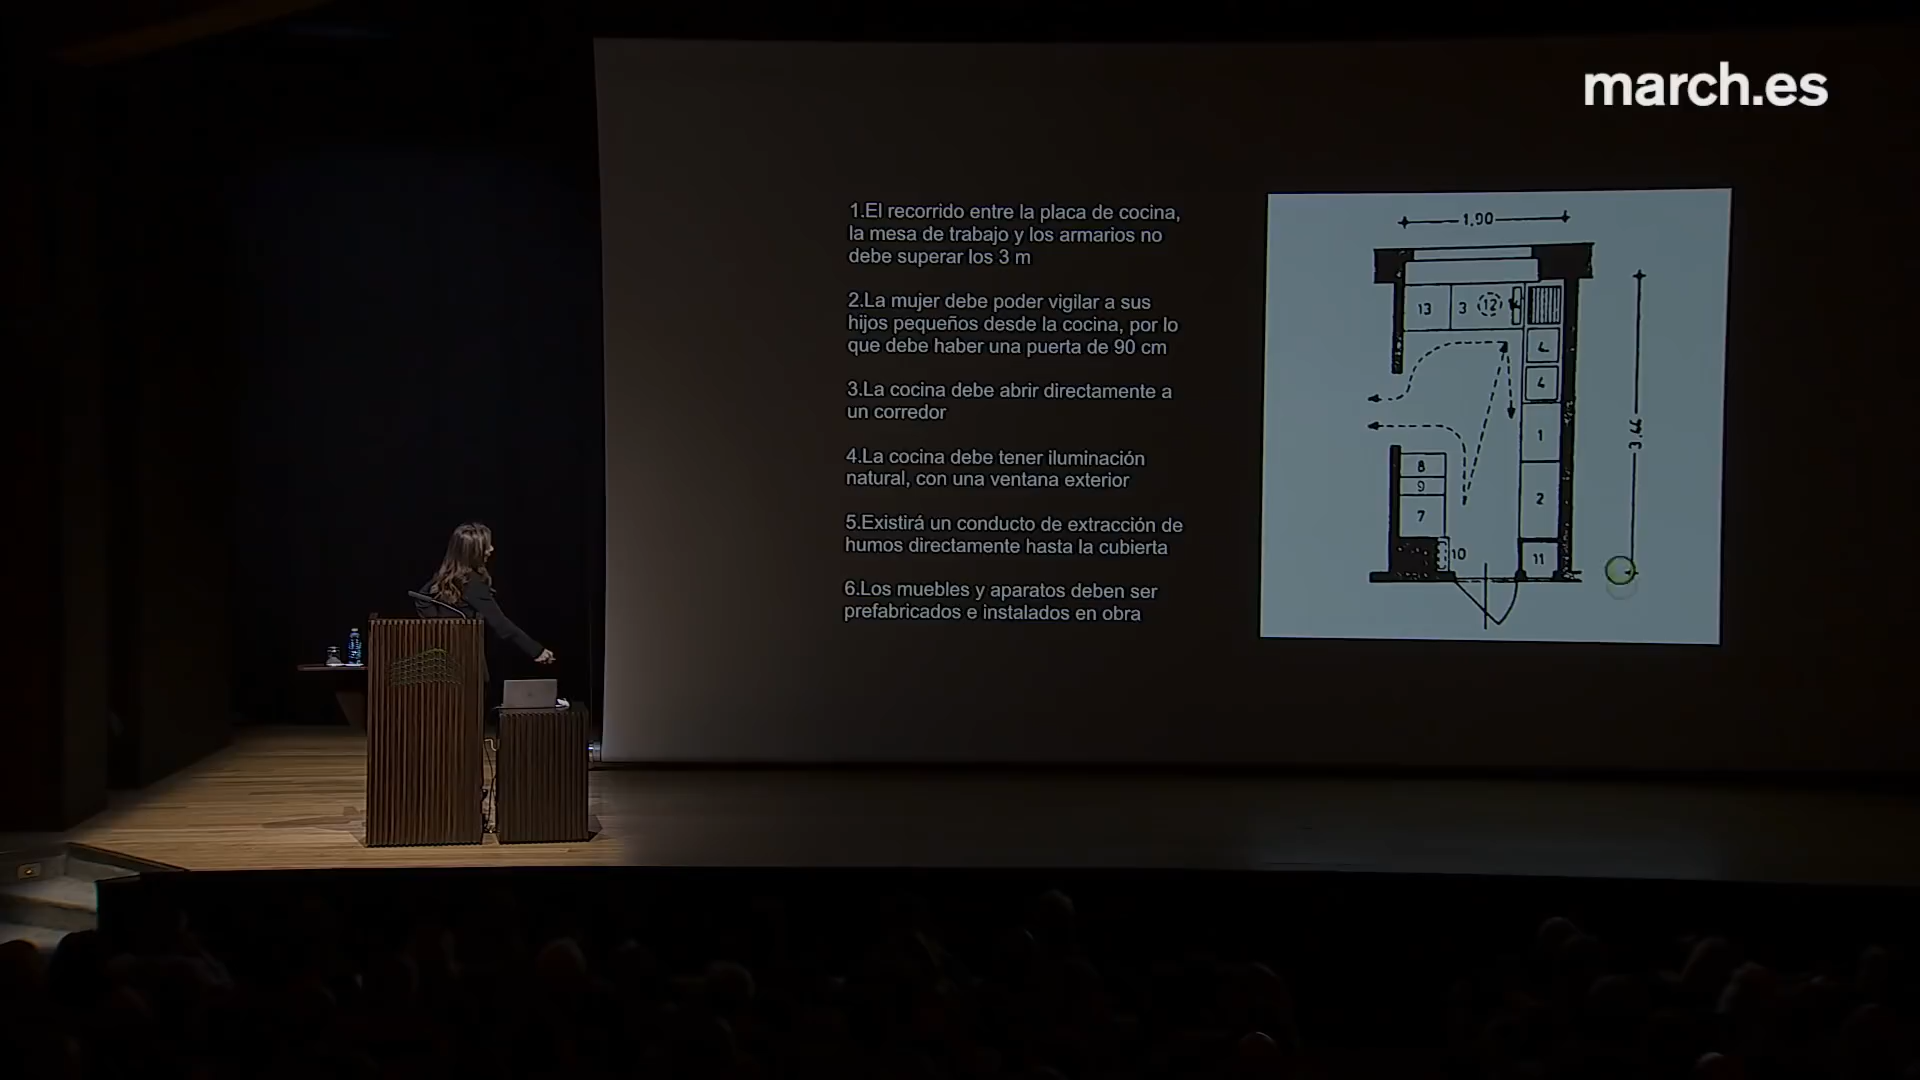 march.es
1.El recorrido entre la placa de cocina,
la mesa de trabajo y los armarios no
debe superar los 3 m
2.La mujer debe poder vigilar a sus
hijos pequeños desde la cocina, por lo
que debe haber una puerta de 90 cm
3.La cocina debe abrir directamente a
un corredor
4.La cocina debe tener iluminación
natural, con una ventana exterior
5.Existirá un conducto de extracción de
humos directamente hasta la cubierta
6.Los muebles y aparatos deben ser
prefabricados e instalados en obra
1,90
13 3 12
4
4
1
8
9
2
7
10
11
3,44